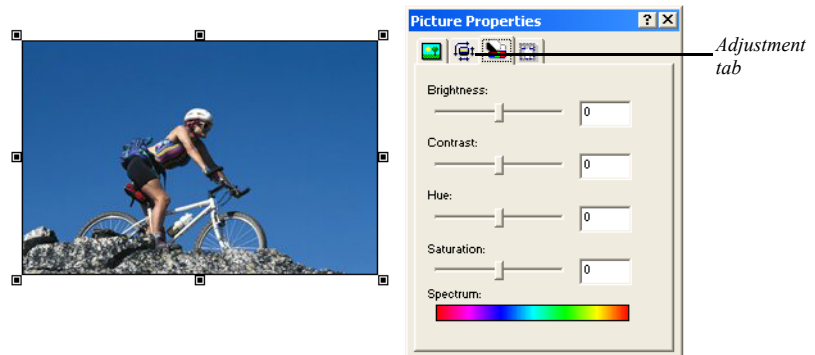 Picture Properties
Adjustment
tab
Brightness:
0
Contrast:
0
Hue:
0
Saturation:
0
Spectrum: